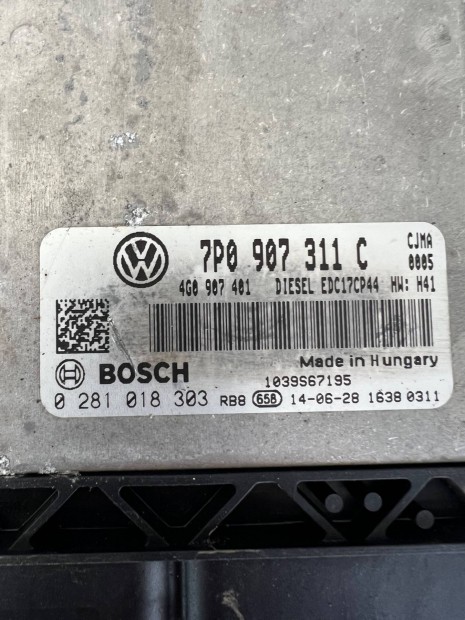 7P0 907 311 C CJMA
0005
4G0 907 401 DIESEL EDC17CP44 HW: H41
Made in Hungary
BOSCH
1039S67195
0 281 018 303 RB8 658 14-06-28 1638 0311